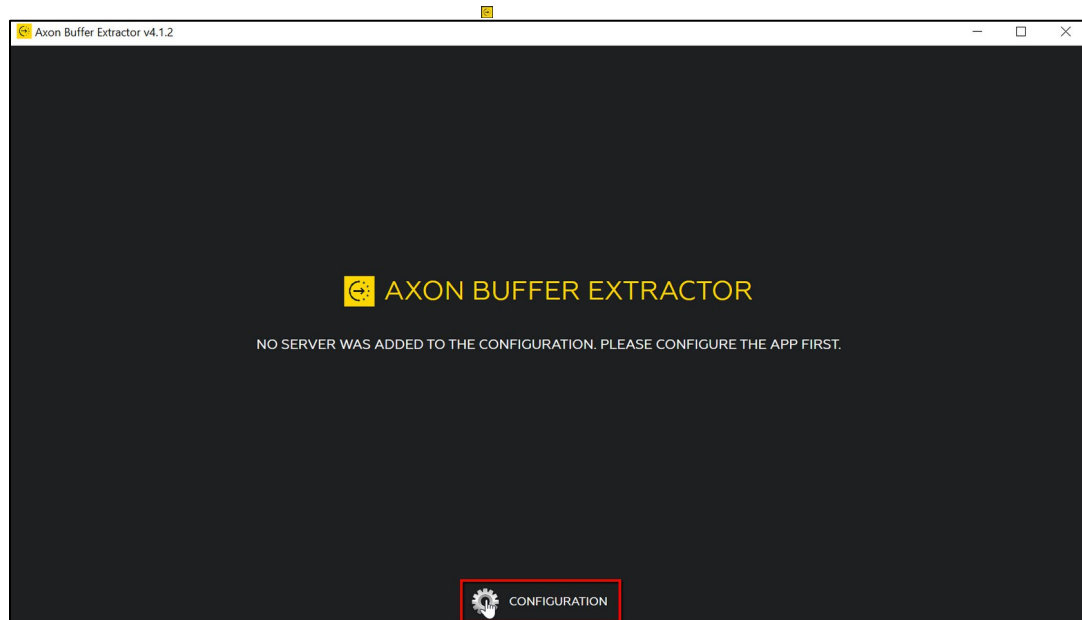 Axon Buffer Extractor v4.1.2
AXON BUFFER EXTRACTOR
NO SERVER WAS ADDED TO THE CONFIGURATION. PLEASE CONFIGURE THE APP FIRST.
CONFIGURATION